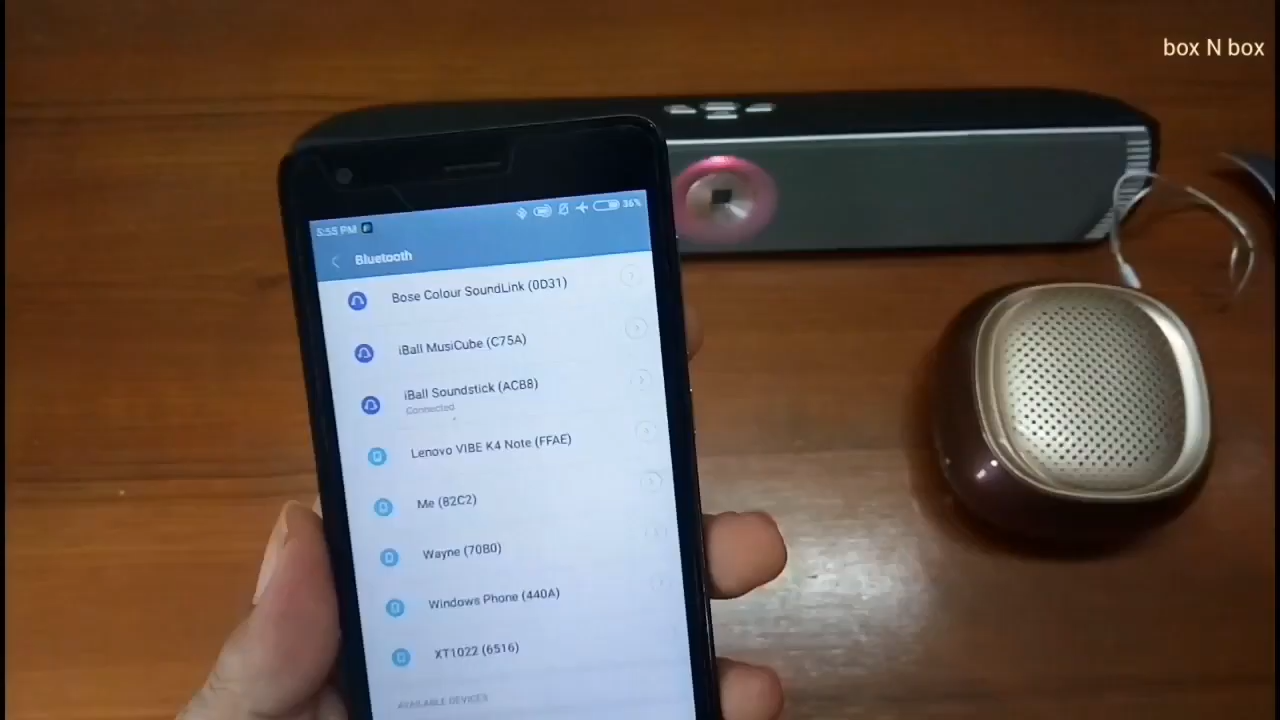 box N box
5:55 PM
36%
Bluetooth
Bose Colour SoundLink (0D31)
iBall MusiCube (C75A)
iBall Soundstick (ACB8)
Connected
Lenovo VIBE K4 Note (FFAE)
Me (82C2)
Wayne (70B0)
Windows Phone (440A)
XT1022 (6516)
AVAILABLE DEVICES